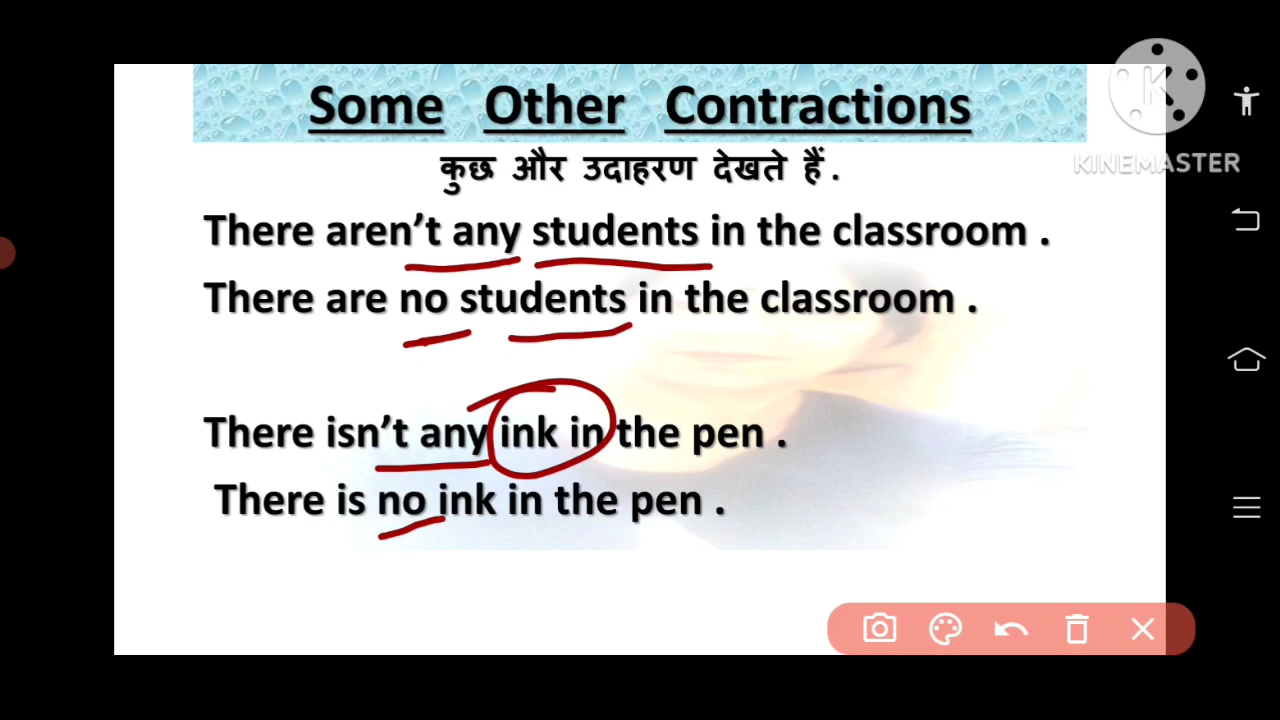 Some Other Contractions
कुछ और उदाहरण देखते हैं .
There aren’t any students in the classroom .
There are no students in the classroom .
There isn’t any ink in the pen .
There is no ink in the pen .
K
KINEMASTER